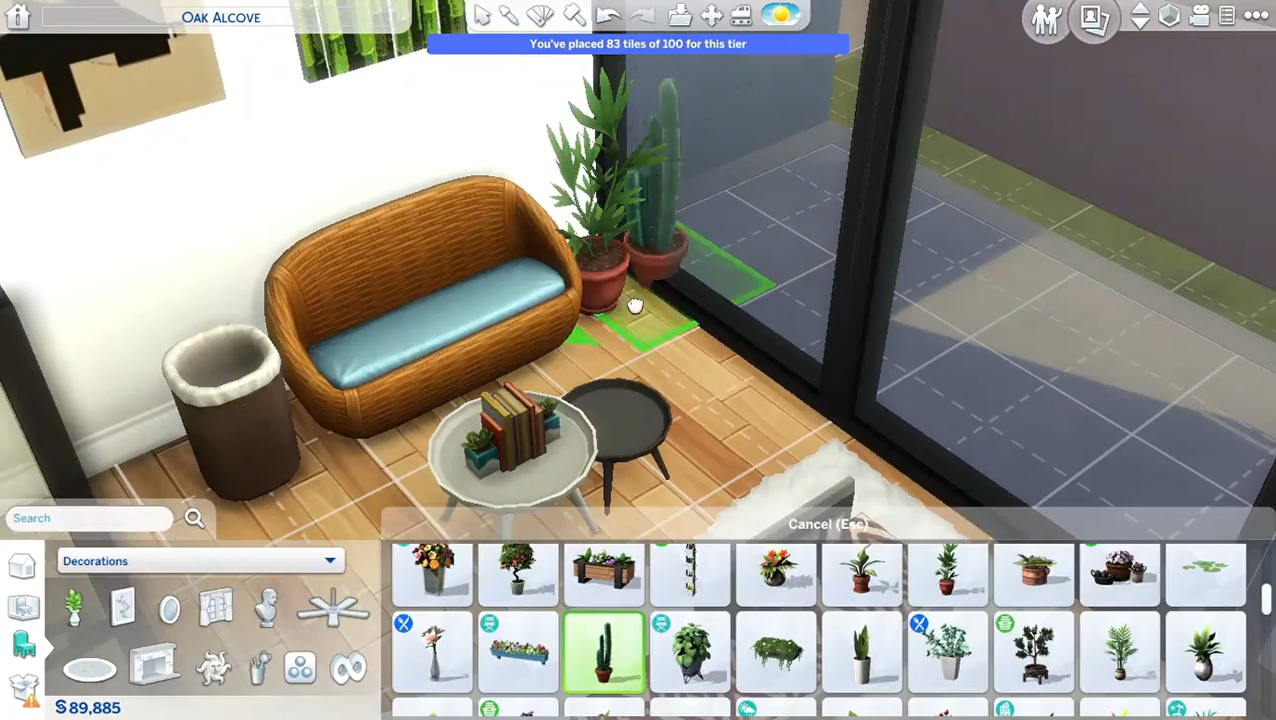 OAK ALCOVE
You've placed 83 tiles of 100 for this tier
Search
Cancel (Esc)
Decorations
§89,885